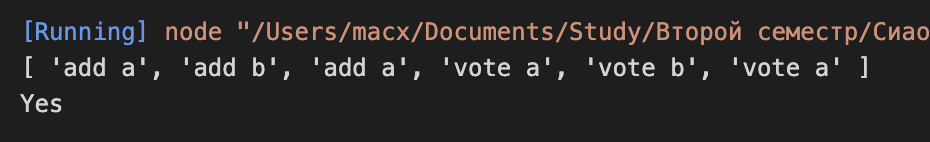 [Running] node "/Users/macx/Documents/Study/Второй семестр/Сиао
[ 'add a', 'add b', 'add a', 'vote a', 'vote b', 'vote a' ]
Yes